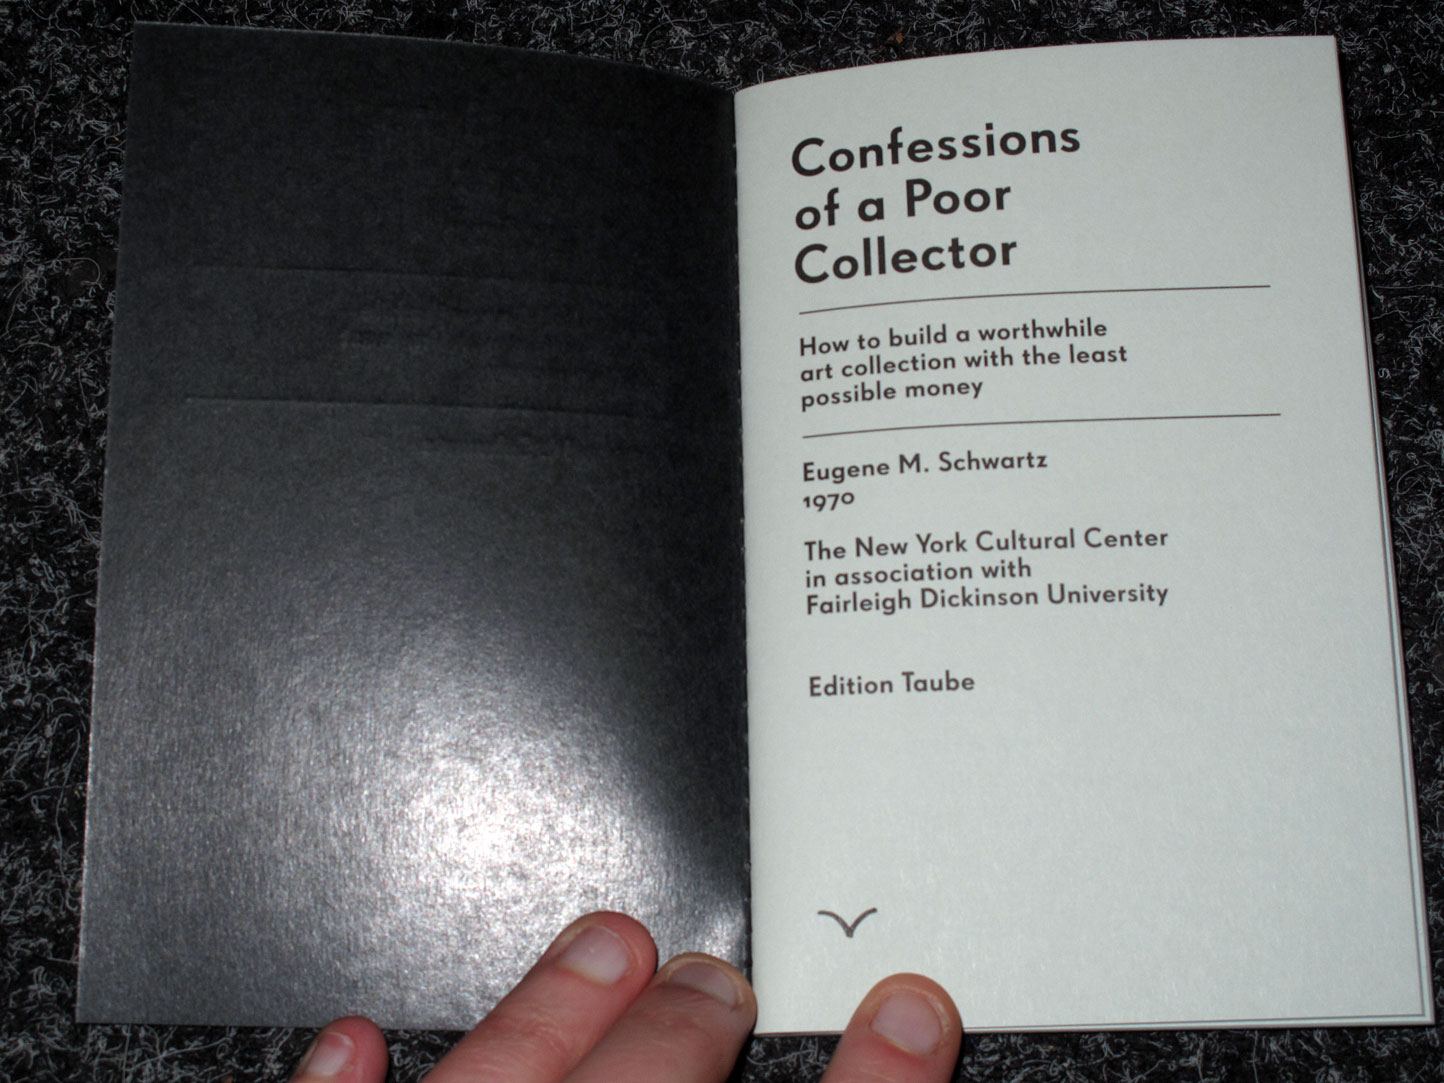 Confessions
of a Poor
Collector
How to build a worthwhile
art collection with the least
possible money
Eugene M. Schwartz
1970
The New York Cultural Center
in association with
Fairleigh Dickinson University
Edition Taube